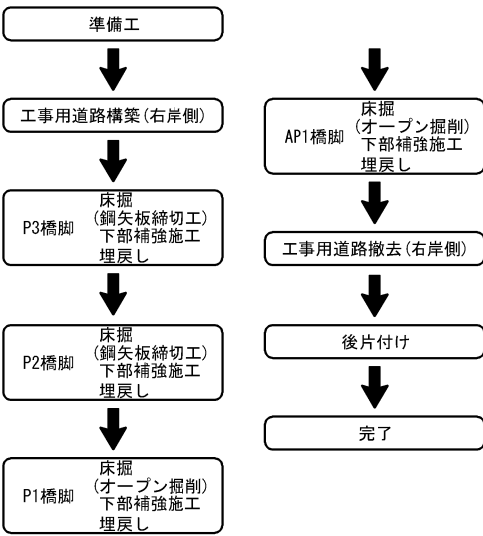 準備工
工事用道路構築(右岸側)
P3橋脚
床掘
(鋼矢板締切工)
下部補強施工
埋戻し
P2橋脚
床掘
(鋼矢板締切工)
下部補強施工
埋戻し
P1橋脚
床掘
(オープン掘削)
下部補強施工
埋戻し
AP1橋脚
床掘
(オープン掘削)
下部補強施工
埋戻し
工事用道路撤去(右岸側)
後片付け
完了